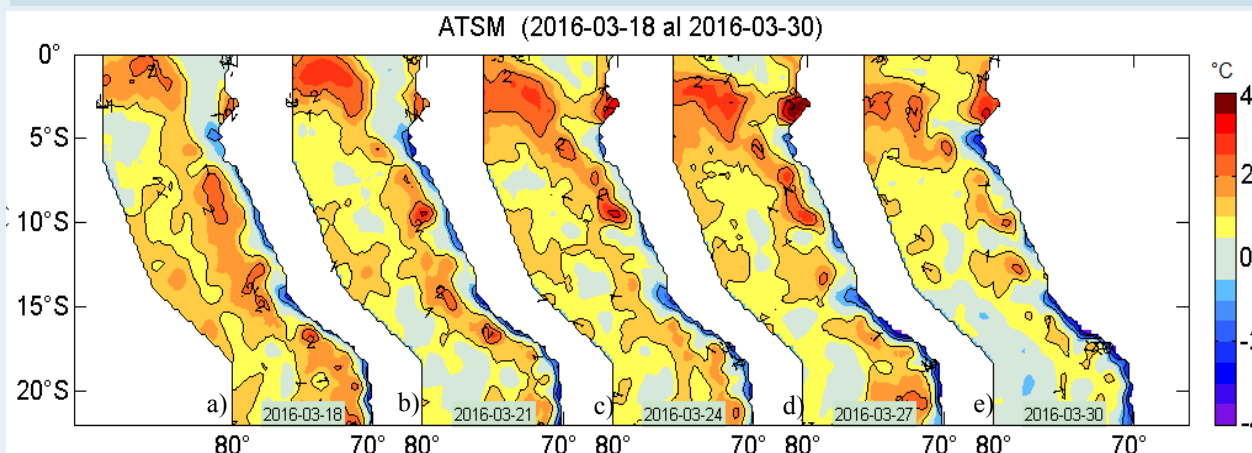 ATSM (2016-03-18 al 2016-03-30)
0°
5°S
10°S
15°S
20°S
a) 2016-03-18
b) 2016-03-21
c) 2016-03-24
d) 2016-03-27
e) 2016-03-30
80° 70° 80° 70° 80° 70° 80° 70° 80° 70°
°C
4
2
0
-2
-4